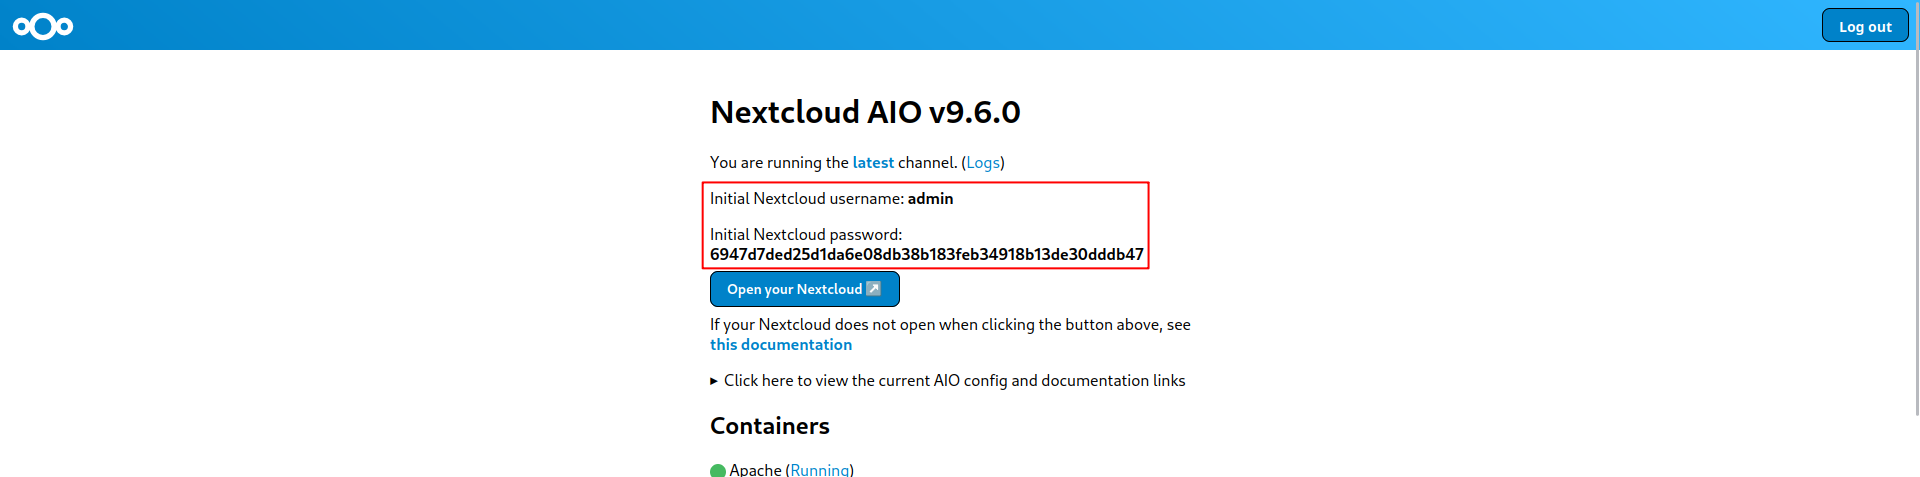 Log out
Nextcloud AIO v9.6.0
You are running the latest channel. (Logs)
Initial Nextcloud username: admin
Initial Nextcloud password:
6947d7ded25d1da6e08db38b183feb34918b13de30dddb47
Open your Nextcloud ↗
If your Nextcloud does not open when clicking the button above, see
this documentation
▸ Click here to view the current AIO config and documentation links
Containers
Apache (Running)